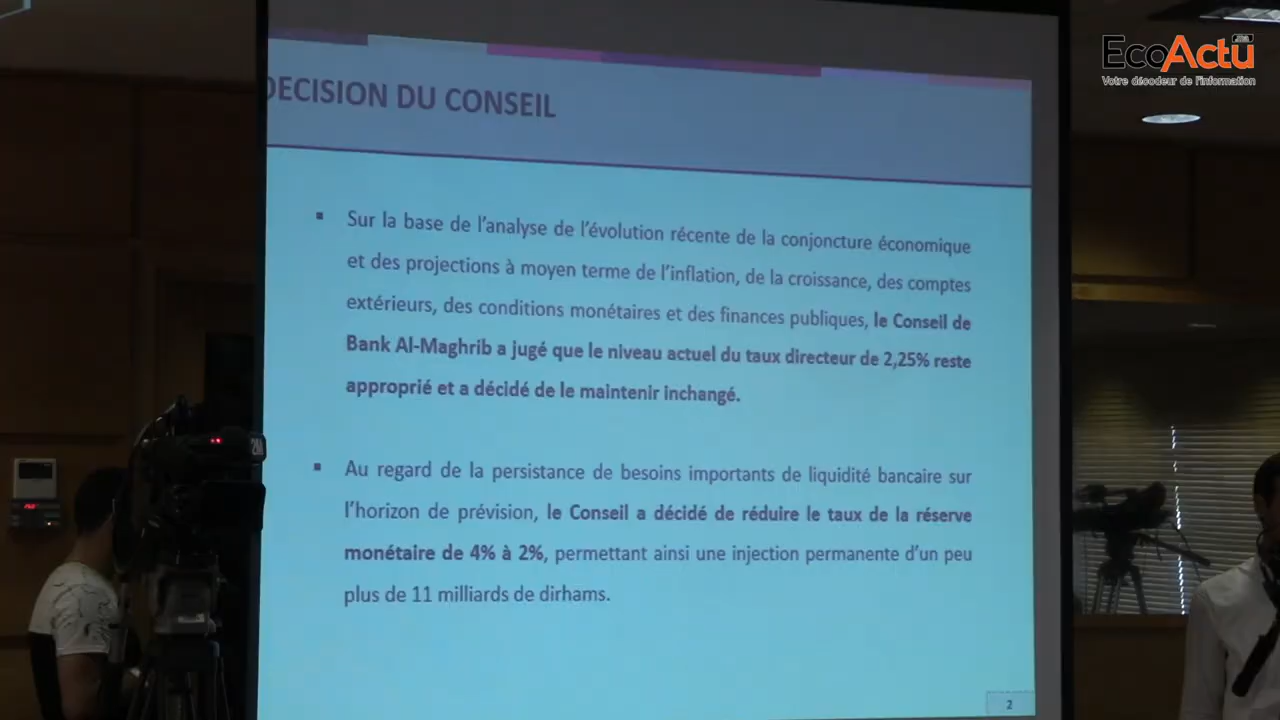 EcoActu
Votre décodeur de l'information
DECISION DU CONSEIL
▪ Sur la base de l'analyse de l'évolution récente de la conjoncture économique
et des projections à moyen terme de l'inflation, de la croissance, des comptes
extérieurs, des conditions monétaires et des finances publiques, le Conseil de
Bank Al-Maghrib a jugé que le niveau actuel du taux directeur de 2,25% reste
approprié et a décidé de le maintenir inchangé.
▪ Au regard de la persistance de besoins importants de liquidité bancaire sur
l'horizon de prévision, le Conseil a décidé de réduire le taux de la réserve
monétaire de 4% à 2%, permettant ainsi une injection permanente d'un peu
plus de 11 milliards de dirhams.
2
2M